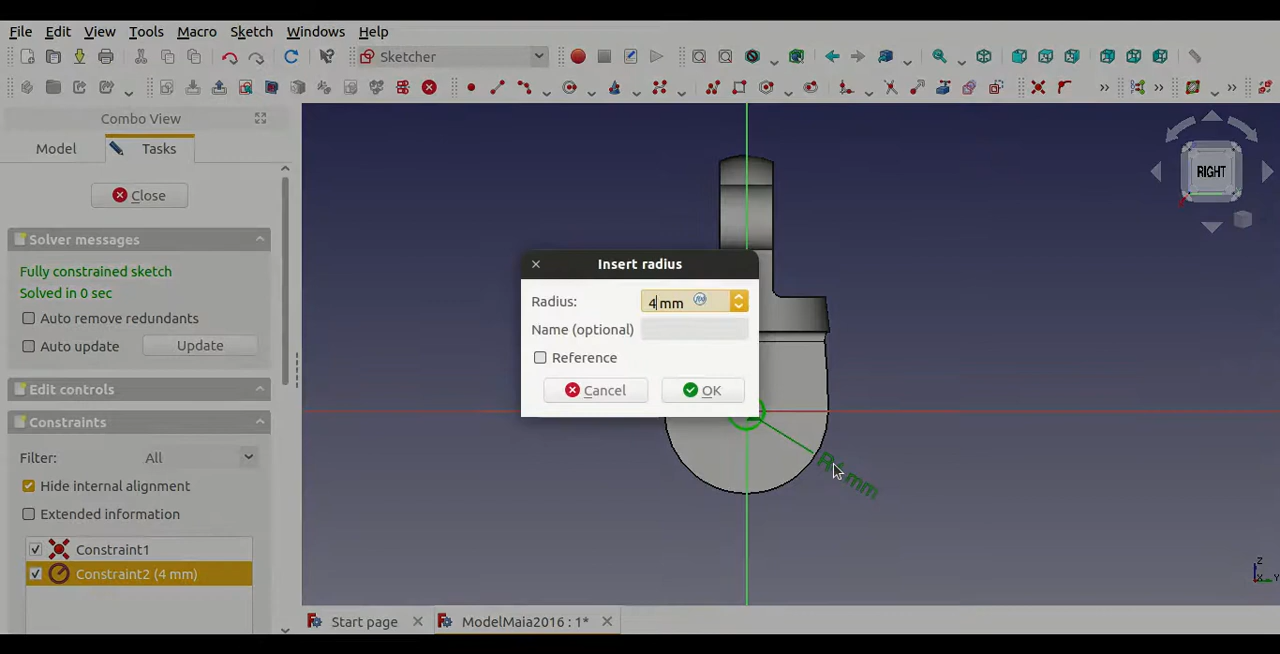 File Edit View Tools Macro Sketch Windows Help
Sketcher
Combo View
Model Tasks
Close
Solver messages
Fully constrained sketch
Solved in 0 sec
Auto remove redundants
Auto update Update
Edit controls
Constraints
Filter: All
Hide internal alignment
Extended information
Constraint1
Constraint2 (4 mm)
Insert radius
Radius: 4 mm
Name (optional)
Reference
Cancel OK
mm
RIGHT
Z
X Y
Start page ModelMaia2016 : 1*